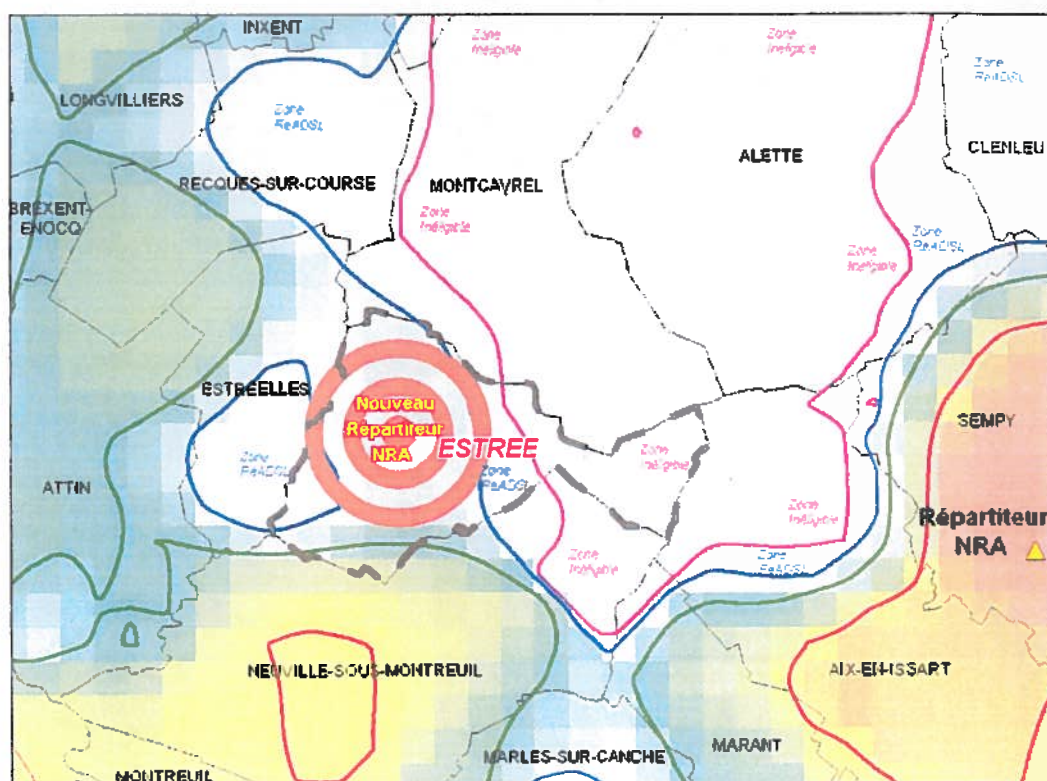 INXENT
Zone
Inéligible
Zone
Inéligible
Zone
ReADSL
LONGVILLIERS
Zone
ReADSL
CLENLEU
ALETTE
RECQUES-SUR-COURSE
MONTCAVREL
BREXENT-
ENOCQ
Zone
Inéligible
Zone
ReADSL
Zone
Inéligible
ESTREELLES
Nouveau
Répartiteur
NRA
ESTREE
SEMPY
Zone
ReADSL
Zone
ReADSL
Zone
Inéligible
ATTIN
Zone
Inéligible
Répartiteur
NRA
Zone
Inéligible
Zone
ReADSL
NEUVILLE-SOUS-MONTREUIL
AIX-EN-ISSART
MARLES-SUR-CANCHE
MARANT
MONTREUIL